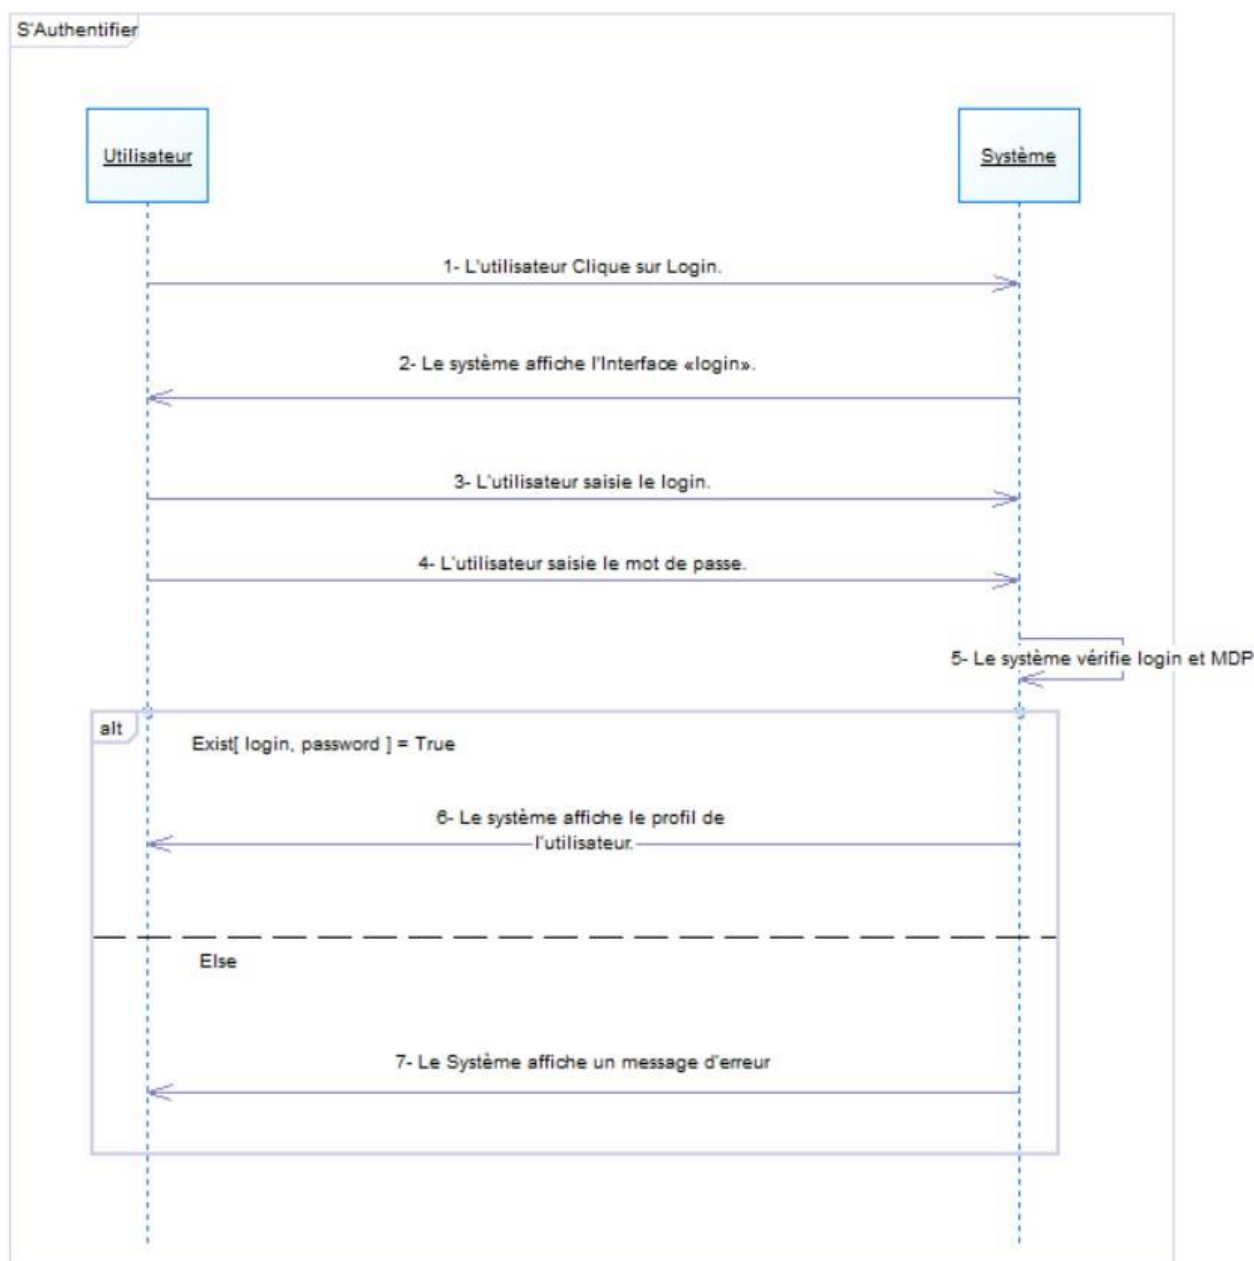 S'Authentifier
Utilisateur
Système
1- L'utilisateur Clique sur Login.
2- Le système affiche l'Interface «login».
3- L'utilisateur saisie le login.
4- L'utilisateur saisie le mot de passe.
5- Le système vérifie login et MDP
alt
Exist[ login, password ] = True
6- Le système affiche le profil de
l'utilisateur.
Else
7- Le Système affiche un message d'erreur